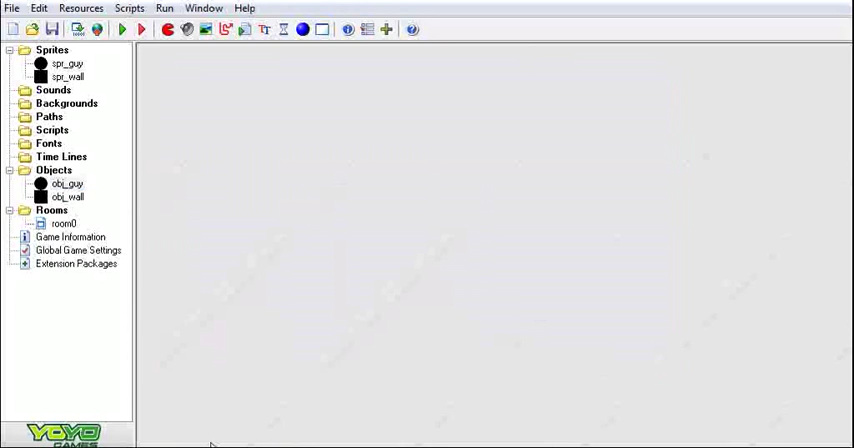 File Edit Resources Scripts Run Window Help
Sprites
spr_guy
spr_wall
Sounds
Backgrounds
Paths
Scripts
Fonts
Time Lines
Objects
obj_guy
obj_wall
Rooms
room0
Game Information
Global Game Settings
Extension Packages
YOYO
GAMES